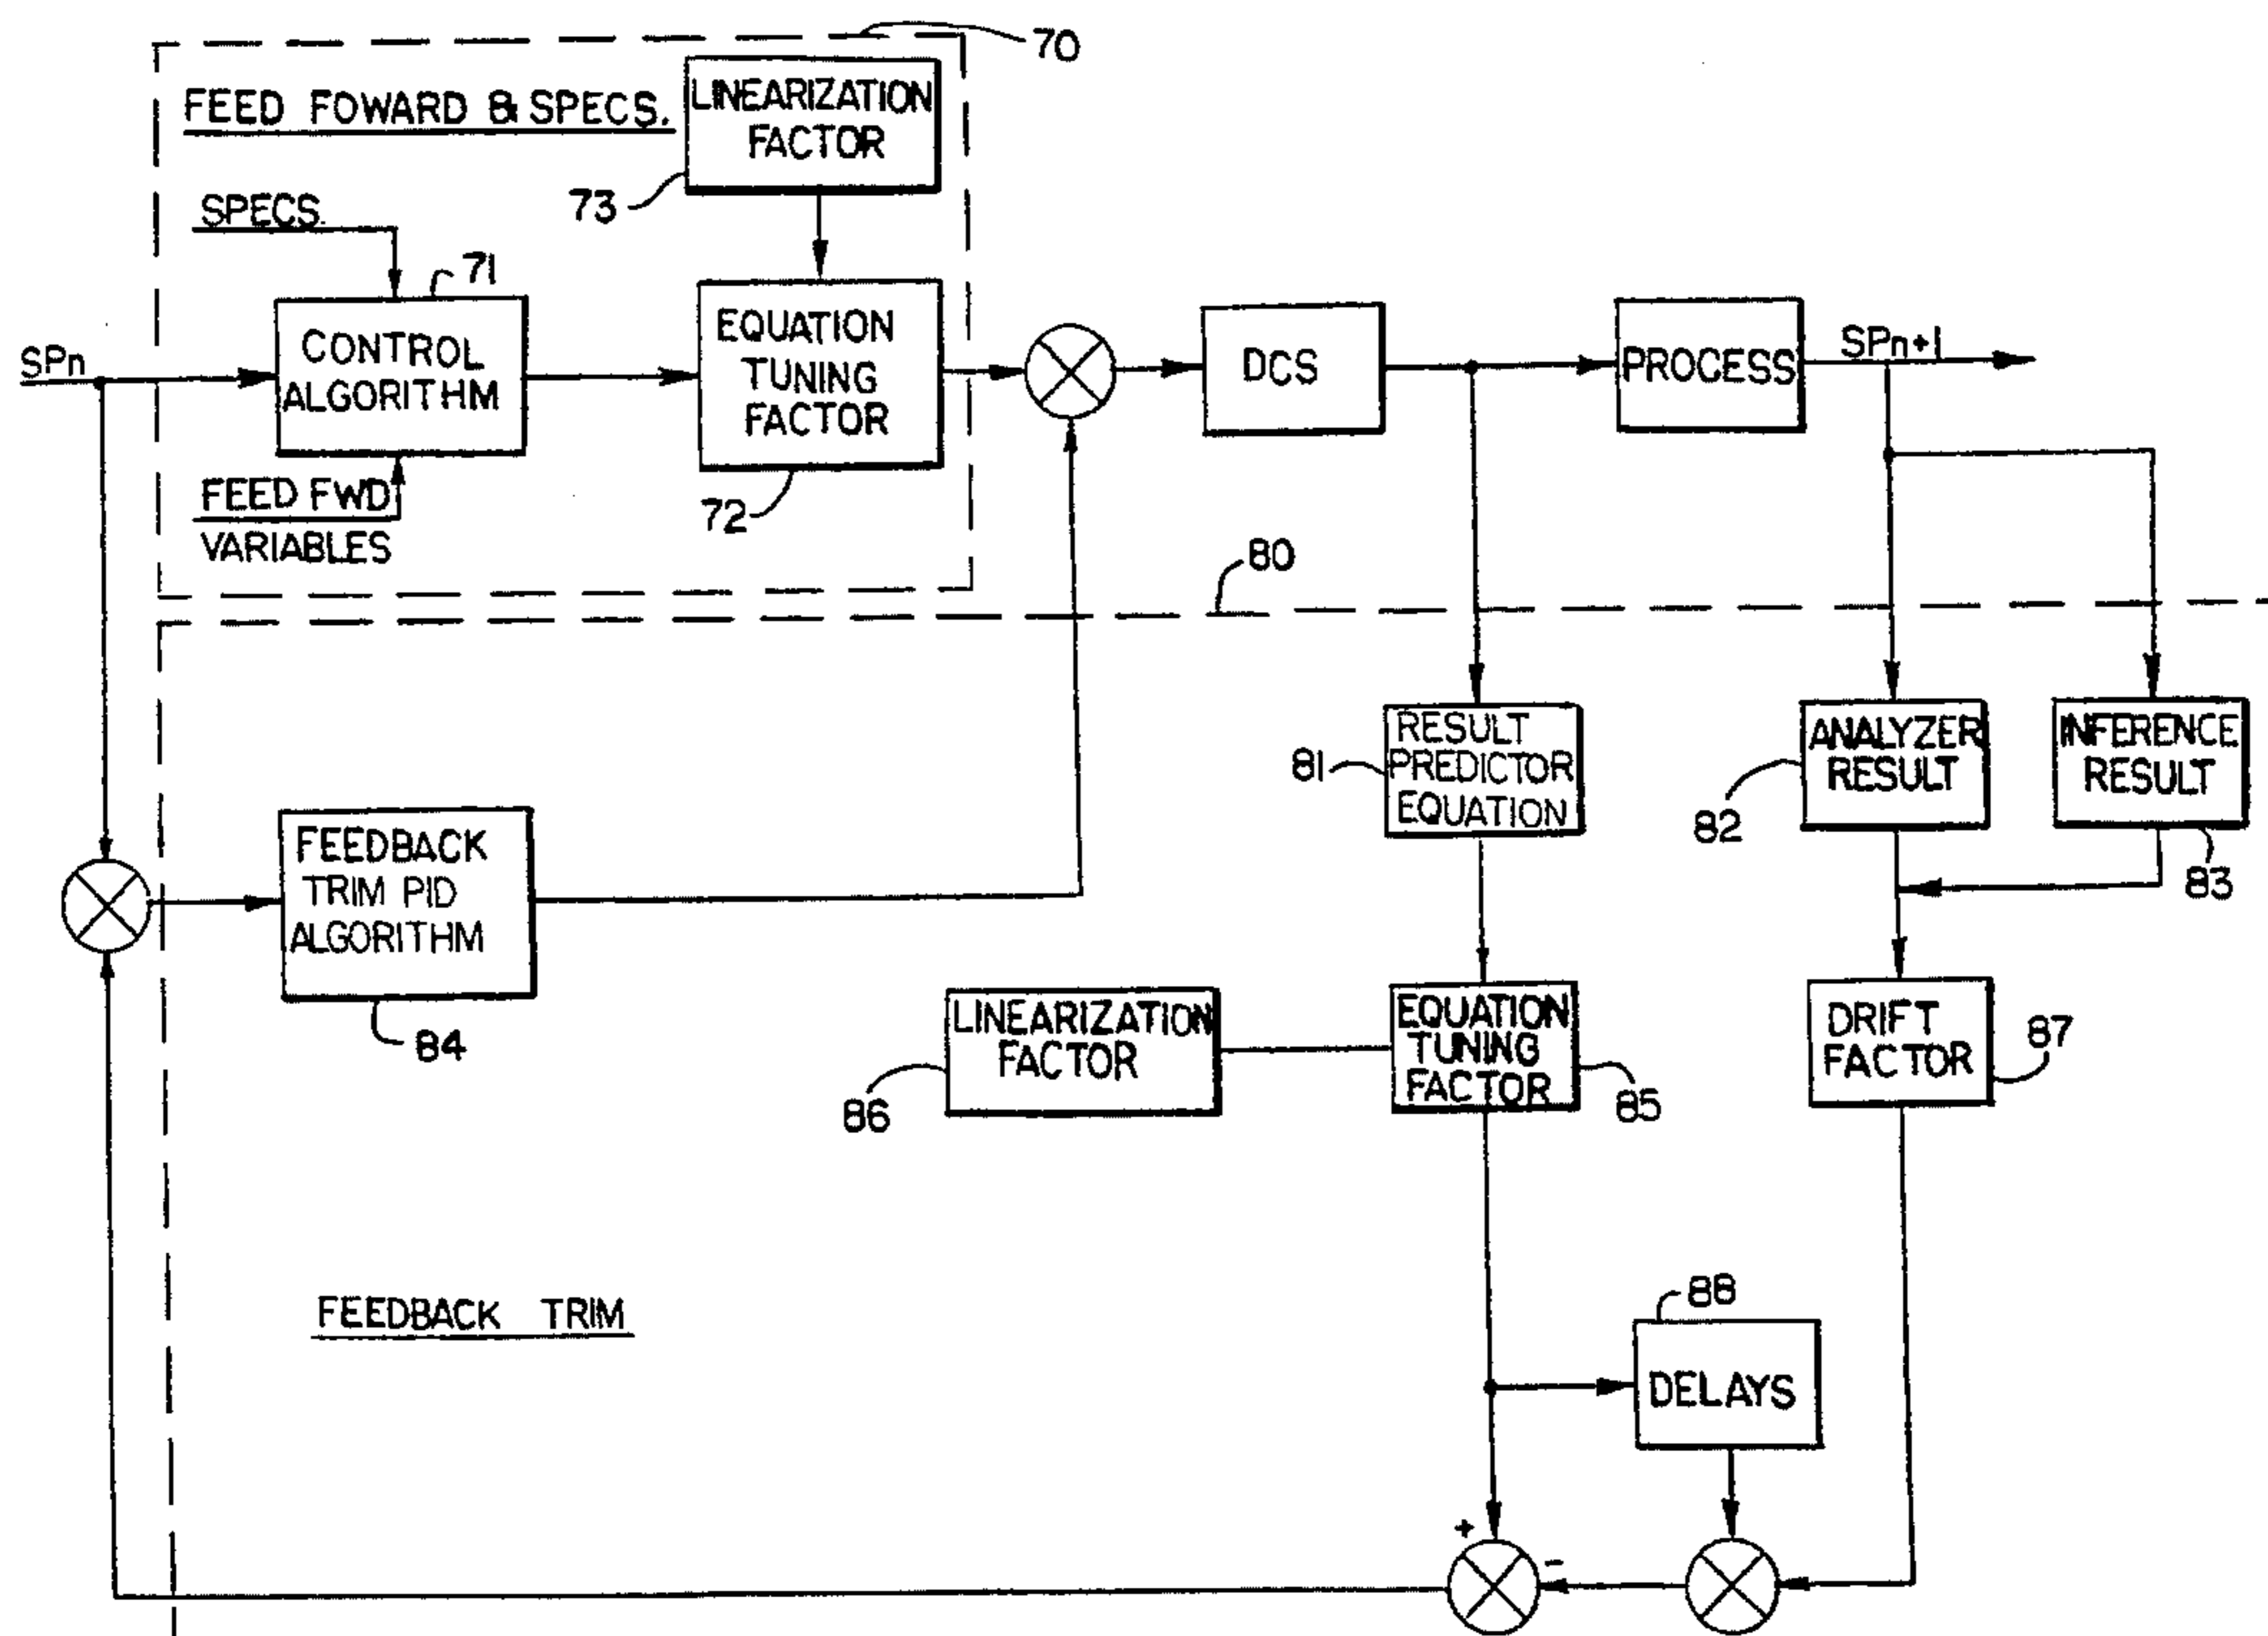 70
FEED FOWARD & SPECS.
LINEARIZATION
FACTOR
73
SPECS.
71
SPn
CONTROL
ALGORITHM
EQUATION
TUNING
FACTOR
DCS
PROCESS
SPn+1
FEED FWD
VARIABLES
72
80
RESULT
PREDICTOR
EQUATION
81
ANALYZER
RESULT
82
INFERENCE
RESULT
83
FEEDBACK
TRIM PID
ALGORITHM
84
LINEARIZATION
FACTOR
86
EQUATION
TUNING
FACTOR
85
DRIFT
FACTOR
87
FEEDBACK TRIM
88
DELAYS
+
-